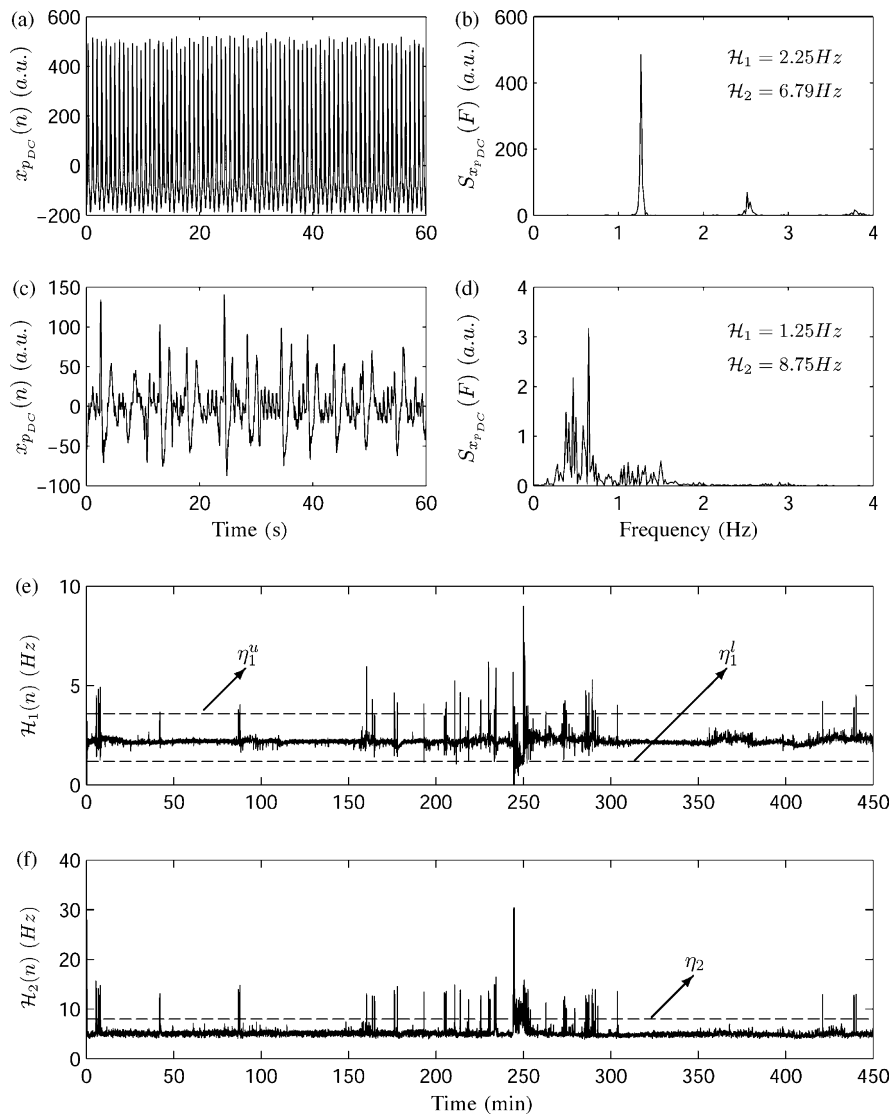 (a)
600
400
200
0
−200
x_{p_{DC}}(n) (a.u.)
0 20 40 60
(b)
600
400
200
0
S_{x_{p_{DC}}}(F) (a.u.)
H₁ = 2.25Hz
H₂ = 6.79Hz
0 1 2 3 4
(c)
150
100
50
0
−50
−100
x_{p_{DC}}(n) (a.u.)
0 20 40 60
Time (s)
(d)
4
3
2
1
0
S_{x_{p_{DC}}}(F) (a.u.)
H₁ = 1.25Hz
H₂ = 8.75Hz
0 1 2 3 4
Frequency (Hz)
(e)
10
5
0
H₁(n) (Hz)
η₁ᵘ
η₁ˡ
0 50 100 150 200 250 300 350 400 450
(f)
40
30
20
10
0
H₂(n) (Hz)
η₂
0 50 100 150 200 250 300 350 400 450
Time (min)